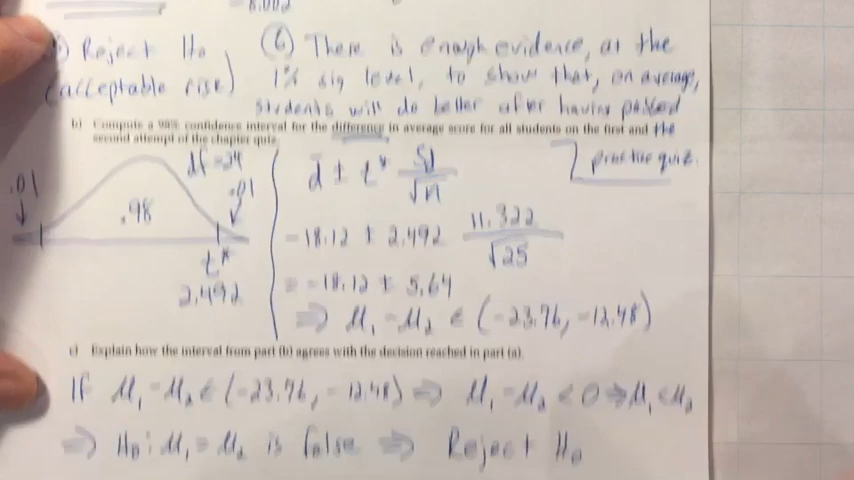 = -8.002
5) Reject H₀
(acceptable risk)
⑥ There is enough evidence, at the
1% sig level, to show that, on average,
students will do better after having passed
the practice quiz.
b) Compute a 98% confidence interval for the difference in average score for all students on the first and
second attempt of the chapter quiz.
.01
.98
df = 24
.01
t*
2.492
d̄ ± t* Sd/√n
-18.12 ± 2.492 11.322/√25
= -18.12 ± 5.64
⇒ μ₁ - μ₂ ∈ (-23.76, -12.48)
c) Explain how the interval from part (b) agrees with the decision reached in part (a).
If μ₁ - μ₂ ∈ (-23.76, -12.48) ⇒ μ₁ - μ₂ < 0 ⇒ μ₁ < μ₂
⇒ H₀: μ₁ = μ₂ is false ⇒ Reject H₀